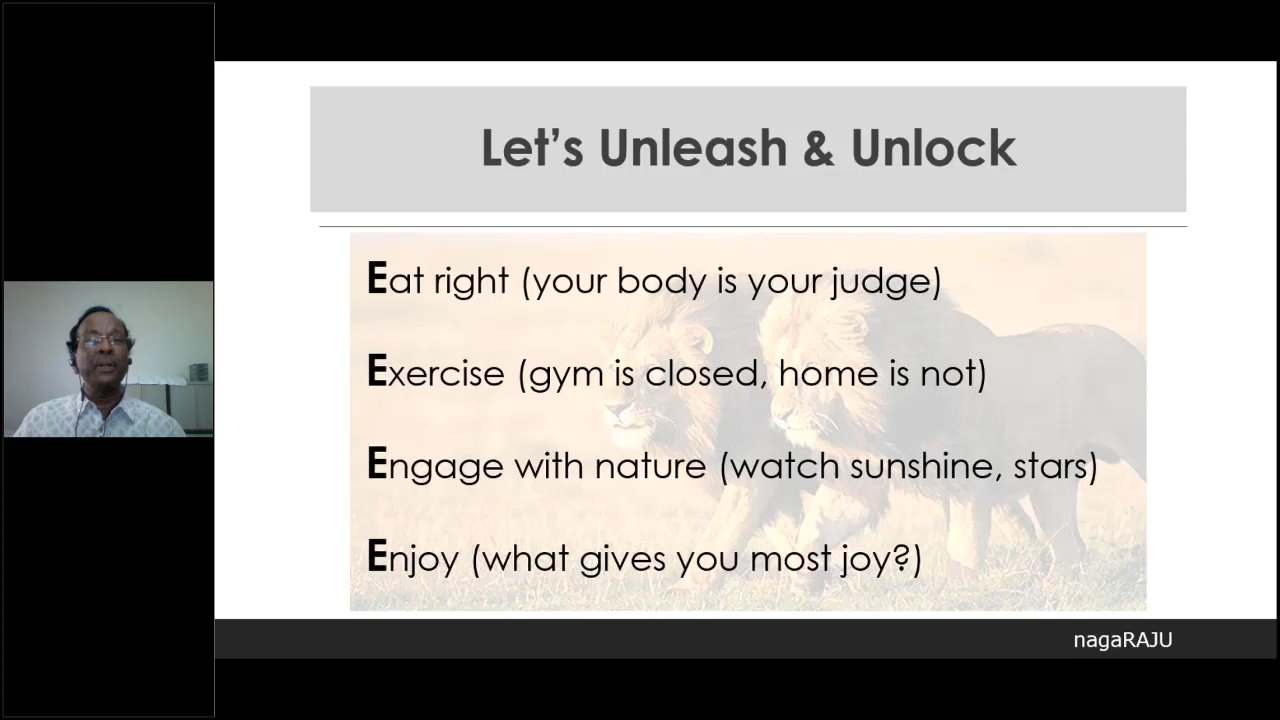 Let’s Unleash & Unlock
Eat right (your body is your judge)
Exercise (gym is closed, home is not)
Engage with nature (watch sunshine, stars)
Enjoy (what gives you most joy?)
nagaRAJU